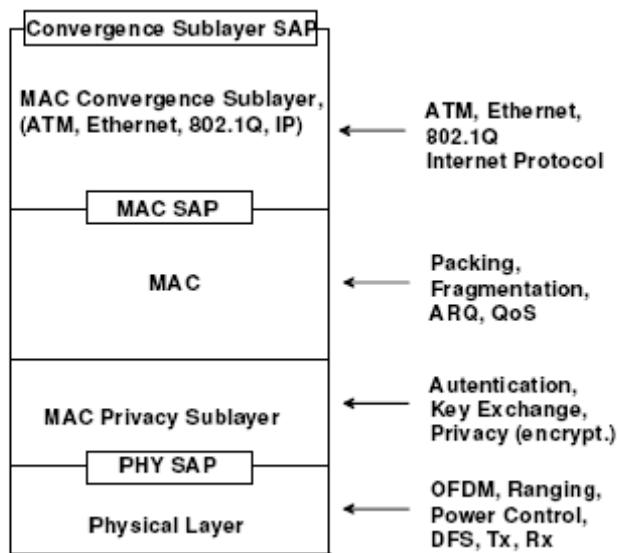 Convergence Sublayer SAP
MAC Convergence Sublayer,
(ATM, Ethernet, 802.1Q, IP)
ATM, Ethernet,
802.1Q
Internet Protocol
MAC SAP
MAC
Packing,
Fragmentation,
ARQ, QoS
MAC Privacy Sublayer
Autentication,
Key Exchange,
Privacy (encrypt.)
PHY SAP
Physical Layer
OFDM, Ranging,
Power Control,
DFS, Tx, Rx